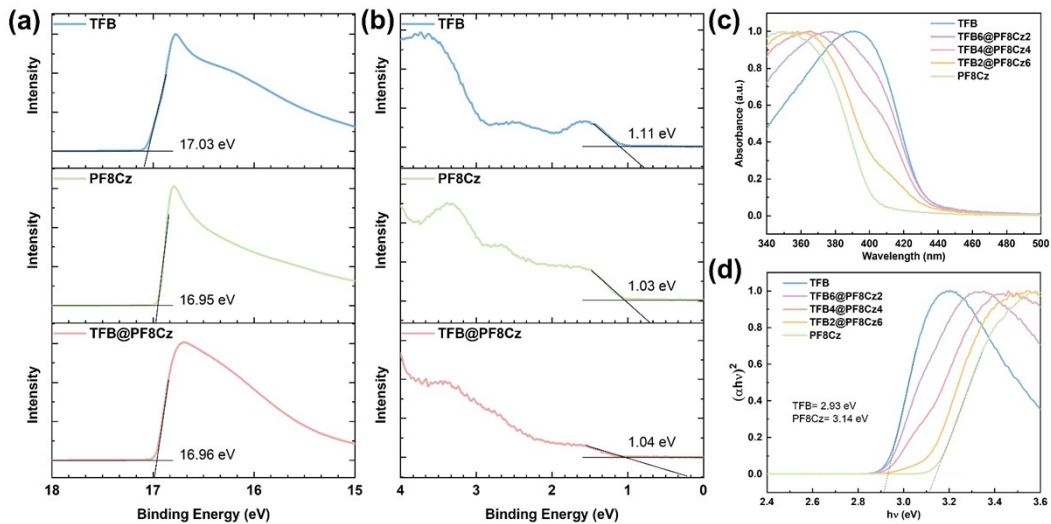 (a)
TFB
Intensity
17.03 eV
PF8Cz
Intensity
16.95 eV
TFB@PF8Cz
Intensity
16.96 eV
18 17 16 15
Binding Energy (eV)
(b)
TFB
Intensity
1.11 eV
PF8Cz
Intensity
1.03 eV
TFB@PF8Cz
Intensity
1.04 eV
4 3 2 1 0
Binding Energy (eV)
(c)
TFB
TFB6@PF8Cz2
TFB4@PF8Cz4
TFB2@PF8Cz6
PF8Cz
Absorbance (a.u.)
1.0
0.8
0.6
0.4
0.2
0.0
340 360 380 400 420 440 460 480 500
Wavelength (nm)
(d)
TFB
TFB6@PF8Cz2
TFB4@PF8Cz4
TFB2@PF8Cz6
PF8Cz
(αhν)2
1.0
0.8
0.6
0.4
0.2
0.0
TFB= 2.93 eV
PF8Cz= 3.14 eV
2.4 2.6 2.8 3.0 3.2 3.4 3.6
hν (eV)